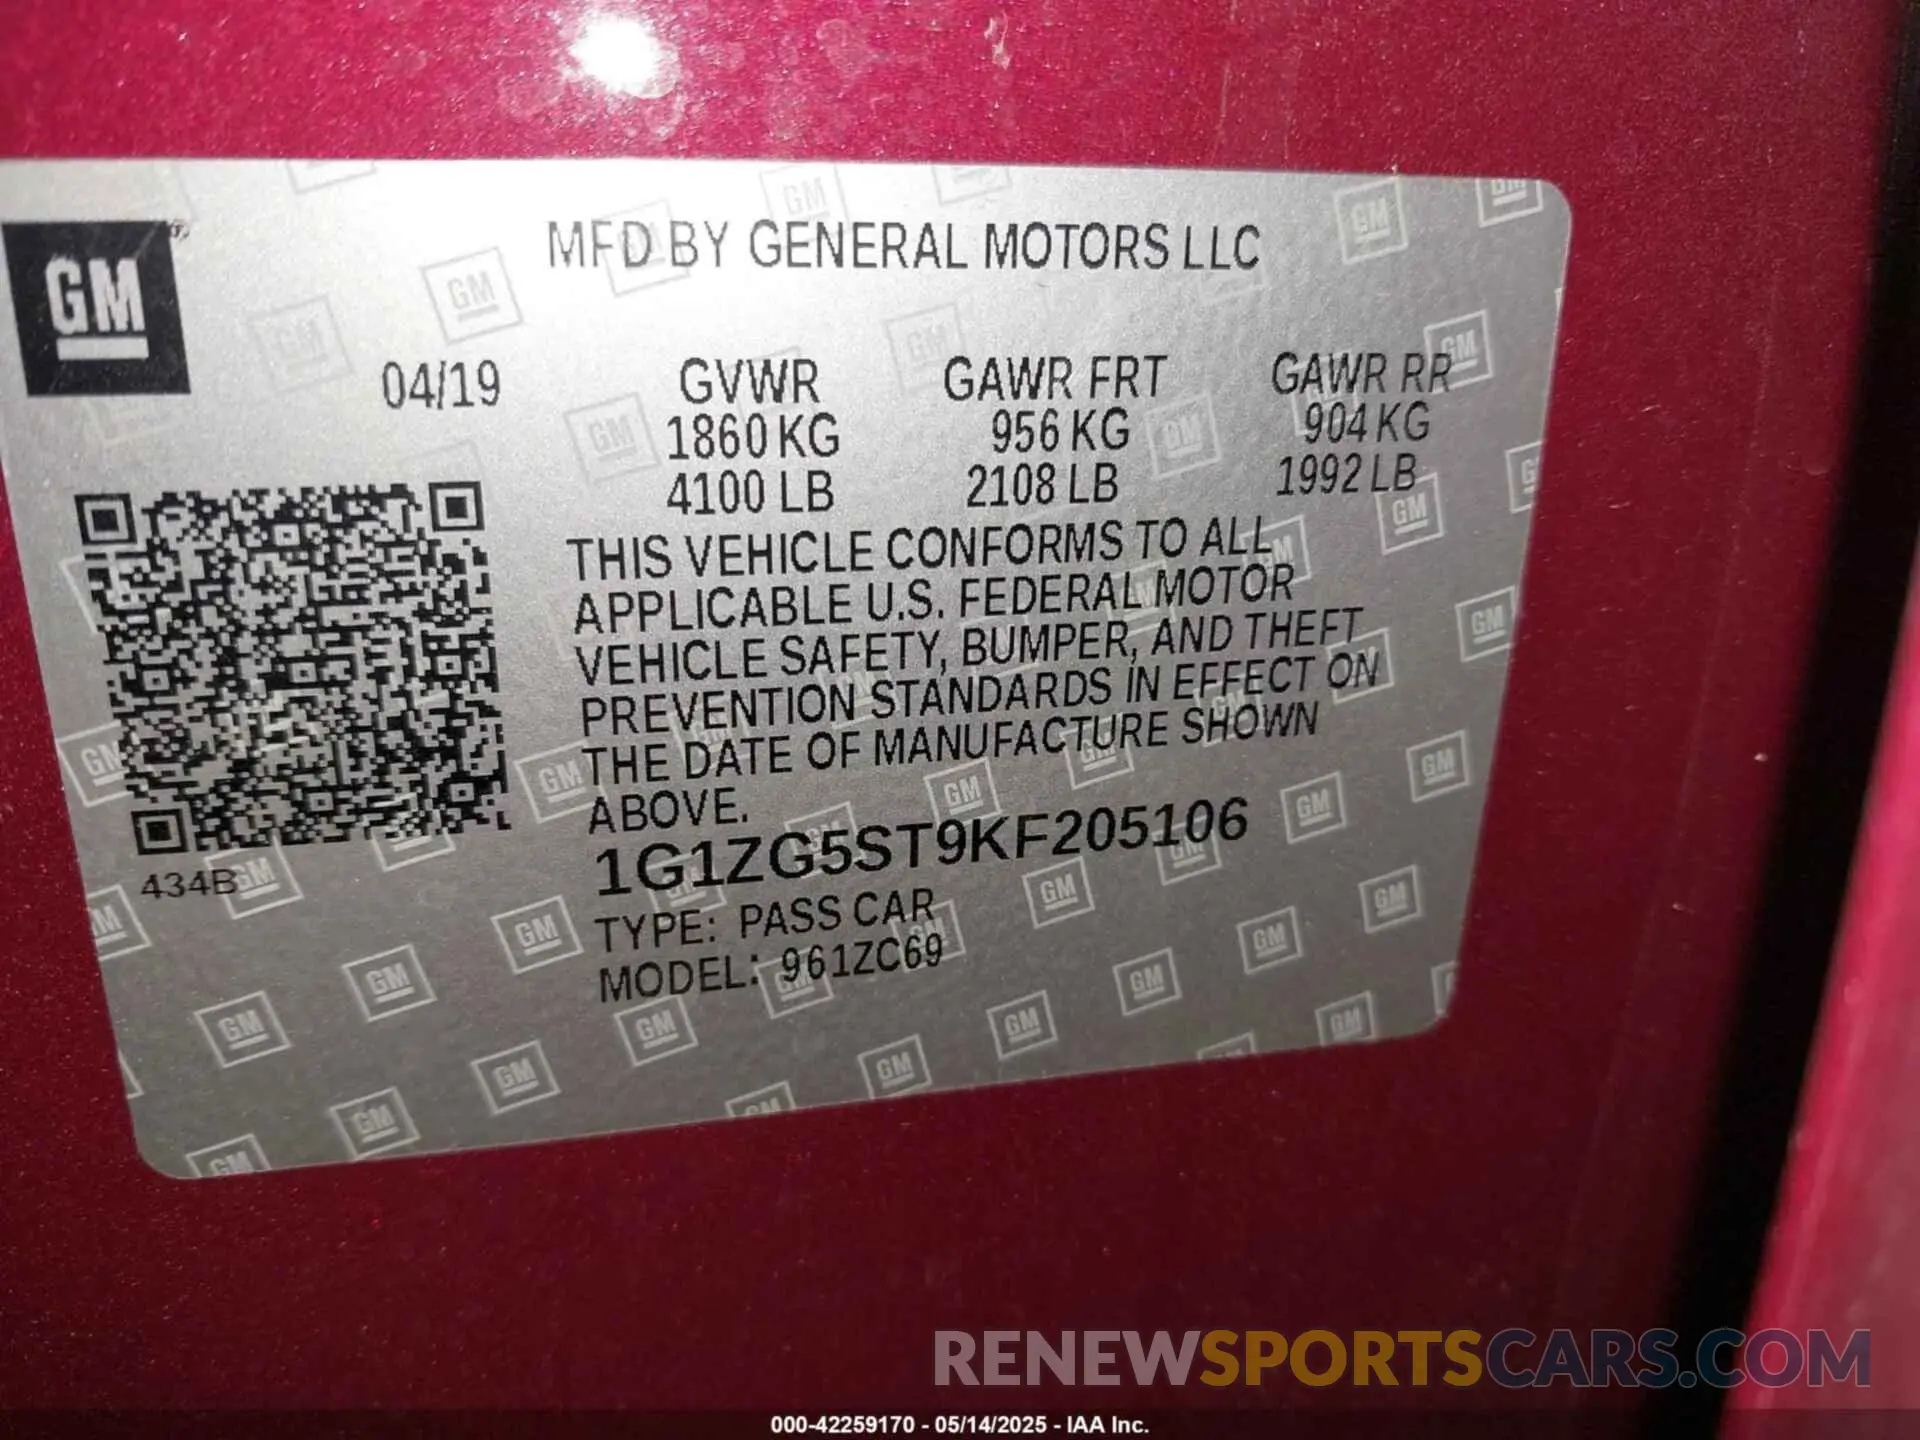 MFD BY GENERAL MOTORS LLC
GM
04/19 GVWR GAWR FRT GAWR RR
1860 KG 956 KG 904 KG
4100 LB 2108 LB 1992 LB
THIS VEHICLE CONFORMS TO ALL
APPLICABLE U.S. FEDERAL MOTOR
VEHICLE SAFETY, BUMPER, AND THEFT
PREVENTION STANDARDS IN EFFECT ON
THE DATE OF MANUFACTURE SHOWN
ABOVE.
1G1ZG5ST9KF205106
434B
TYPE: PASS CAR
MODEL: 961ZC69
RENEWSPORTSCARS.COM
000-42259170 - 05/14/2025 - IAA Inc.